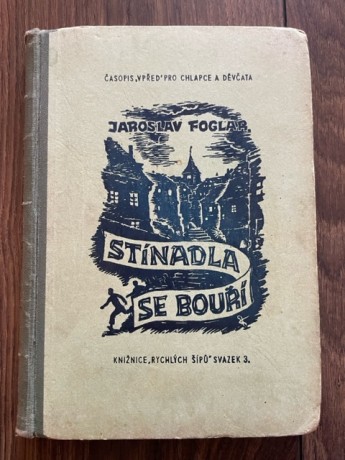 ČASOPIS „VPŘED" PRO CHLAPCE A DĚVČATA
JAROSLAV FOGLAR
STÍNADLA
SE BOUŘÍ
KNIŽNICE „RYCHLÝCH ŠÍPŮ" SVAZEK 3.